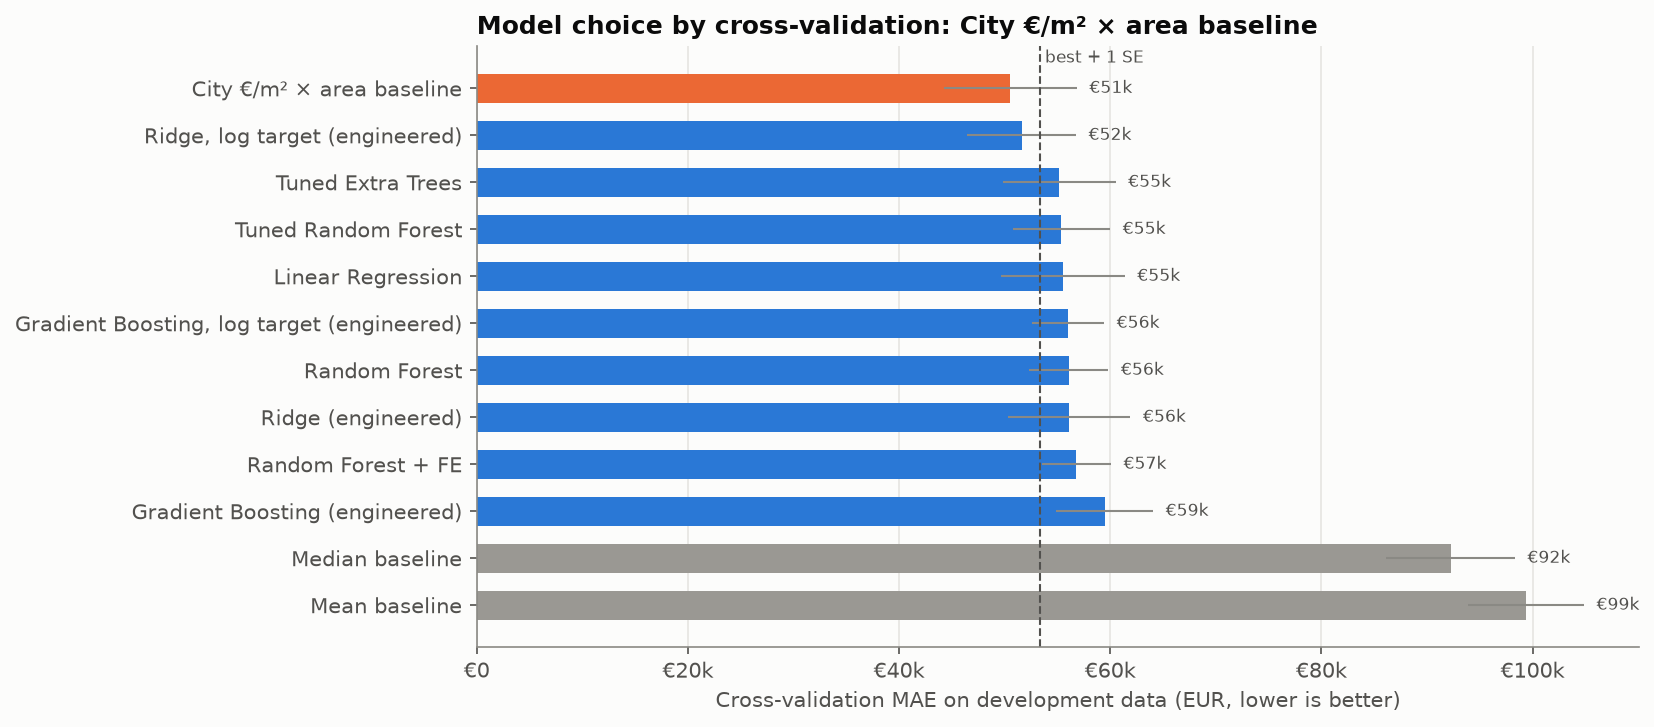 Model choice by cross-validation: City €/m² × area baseline
best + 1 SE
City €/m² × area baseline €51k
Ridge, log target (engineered) €52k
Tuned Extra Trees €55k
Tuned Random Forest €55k
Linear Regression €55k
Gradient Boosting, log target (engineered) €56k
Random Forest €56k
Ridge (engineered) €56k
Random Forest + FE €57k
Gradient Boosting (engineered) €59k
Median baseline €92k
Mean baseline €99k
€0 €20k €40k €60k €80k €100k
Cross-validation MAE on development data (EUR, lower is better)